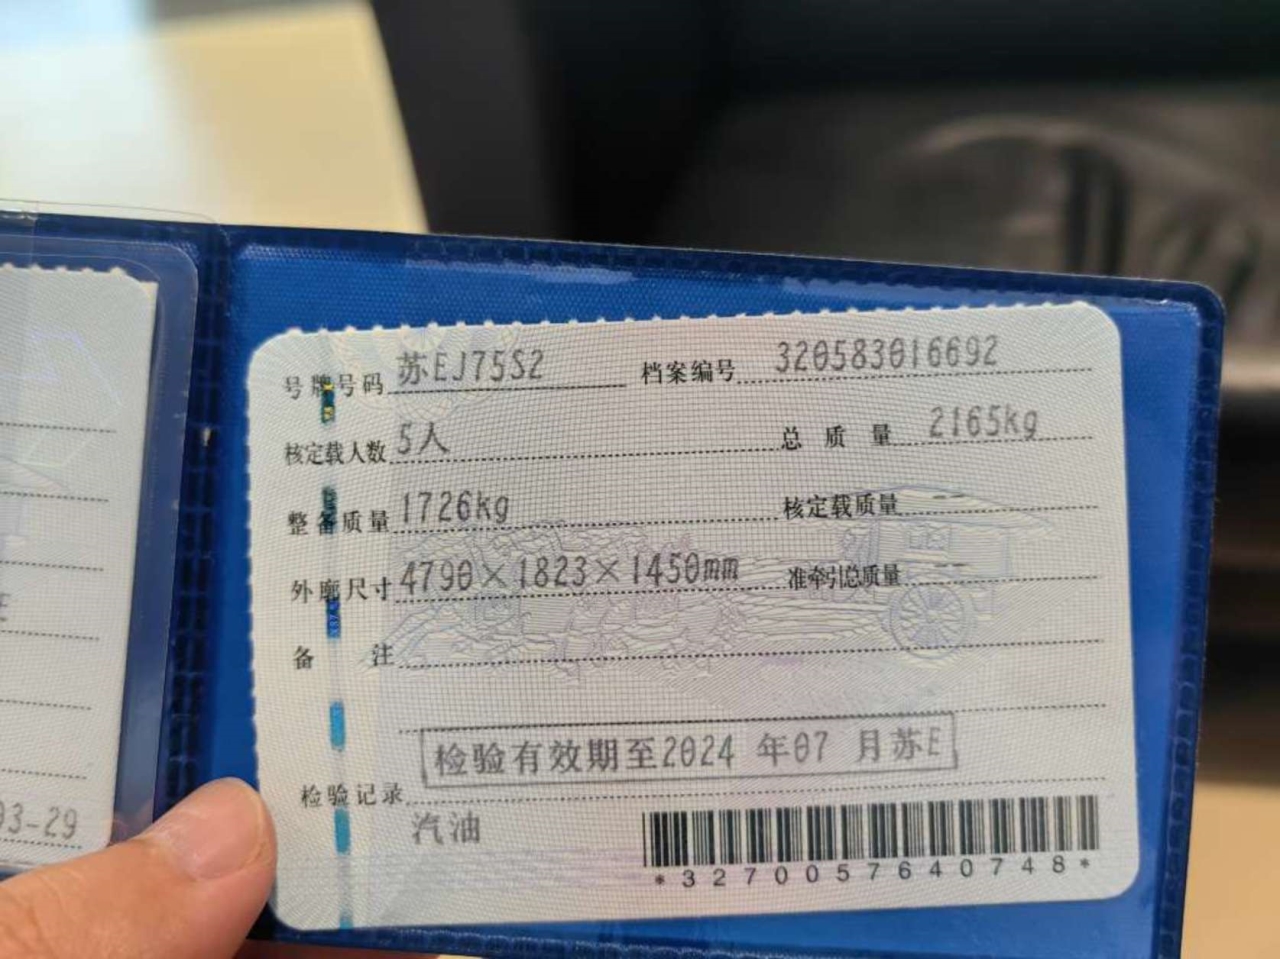 号牌号码 苏EJ75S2 档案编号 320583016692
核定载人数 5人 总质量 2165kg
整备质量 1726kg 核定载质量 --
外廓尺寸 4790×1823×1450mm 准牵引总质量 --
备注
检验有效期至2024 年07 月苏E
检验记录
汽油
*3270057640748*
E
93-29